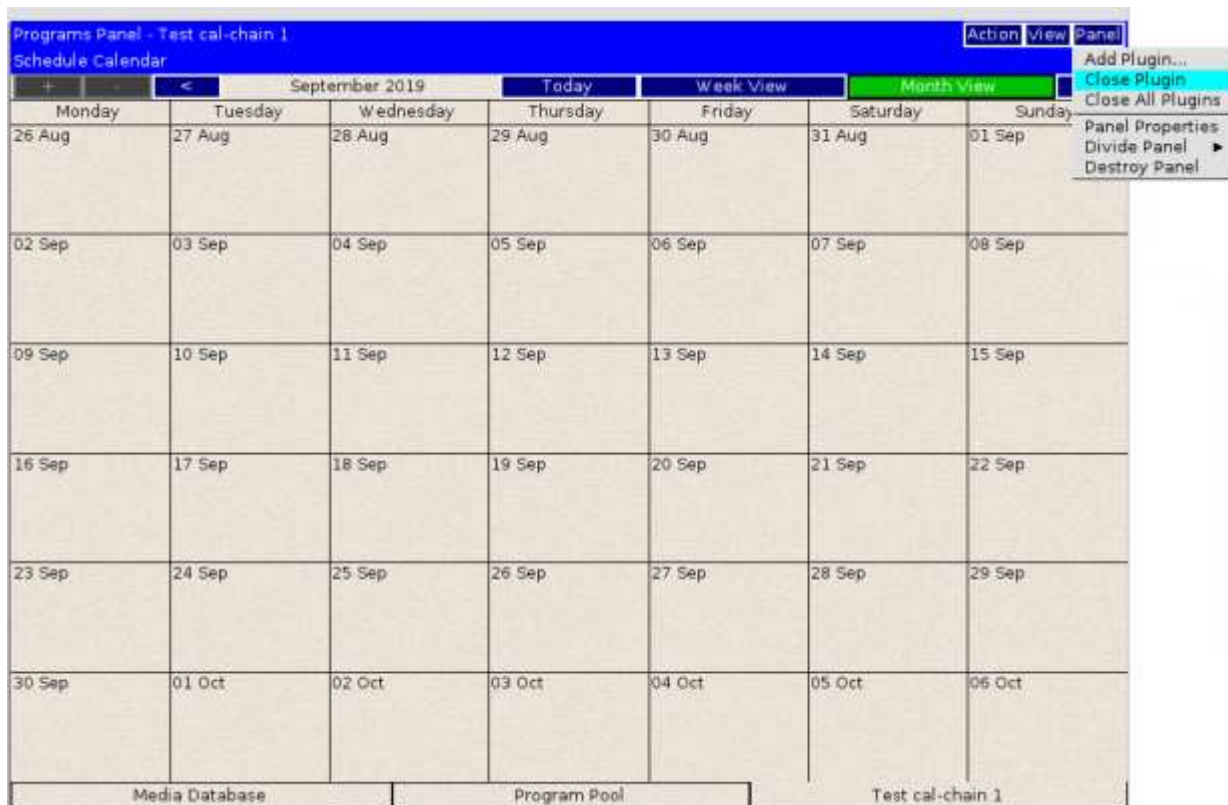 Programs Panel - Test cal-chain 1 Action View Panel
Schedule Calendar
Add Plugin...
Close Plugin
Close All Plugins
Panel Properties
Divide Panel ▶
Destroy Panel
+ - < September 2019 Today Week View Month View
Monday Tuesday Wednesday Thursday Friday Saturday Sunday
26 Aug 27 Aug 28 Aug 29 Aug 30 Aug 31 Aug 01 Sep
02 Sep 03 Sep 04 Sep 05 Sep 06 Sep 07 Sep 08 Sep
09 Sep 10 Sep 11 Sep 12 Sep 13 Sep 14 Sep 15 Sep
16 Sep 17 Sep 18 Sep 19 Sep 20 Sep 21 Sep 22 Sep
23 Sep 24 Sep 25 Sep 26 Sep 27 Sep 28 Sep 29 Sep
30 Sep 01 Oct 02 Oct 03 Oct 04 Oct 05 Oct 06 Oct
Media Database Program Pool Test cal-chain 1